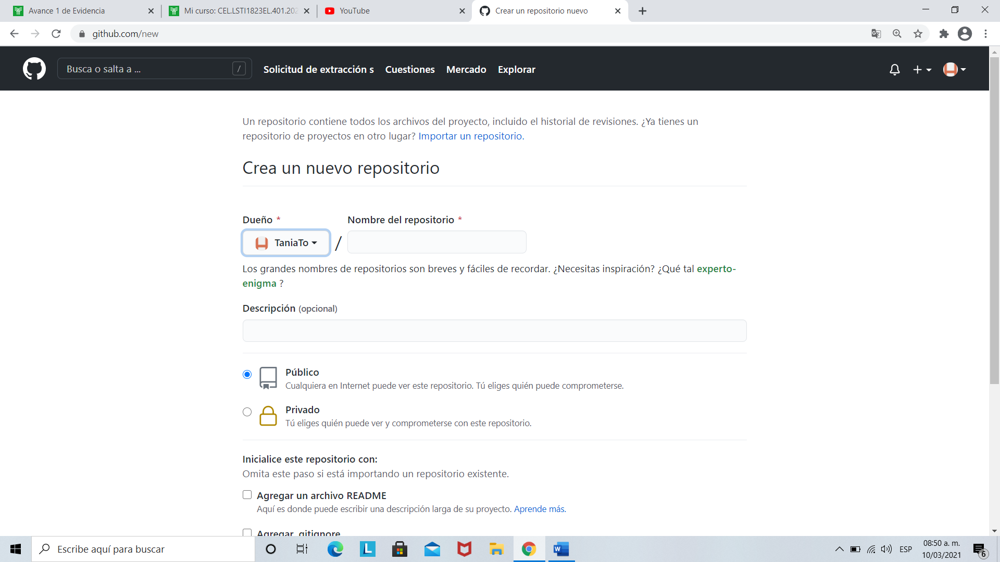 Avance 1 de Evidencia
Mi curso: CEL.LSTI1823EL.401.202
YouTube
Crear un repositorio nuevo
github.com/new
Busca o salta a ...
/
Solicitud de extracción s Cuestiones Mercado Explorar
Un repositorio contiene todos los archivos del proyecto, incluido el historial de revisiones. ¿Ya tienes un
repositorio de proyectos en otro lugar? Importar un repositorio.
Crea un nuevo repositorio
Dueño * Nombre del repositorio *
TaniaTo /
Los grandes nombres de repositorios son breves y fáciles de recordar. ¿Necesitas inspiración? ¿Qué tal experto-
enigma ?
Descripción (opcional)
Público
Cualquiera en Internet puede ver este repositorio. Tú eliges quién puede comprometerse.
Privado
Tú eliges quién puede ver y comprometerse con este repositorio.
Inicialice este repositorio con:
Omita este paso si está importando un repositorio existente.
Agregar un archivo README
Aquí es donde puede escribir una descripción larga de su proyecto. Aprende más.
Agregar .gitignore
Escribe aquí para buscar
L
W
ESP
08:50 a. m.
10/03/2021
6